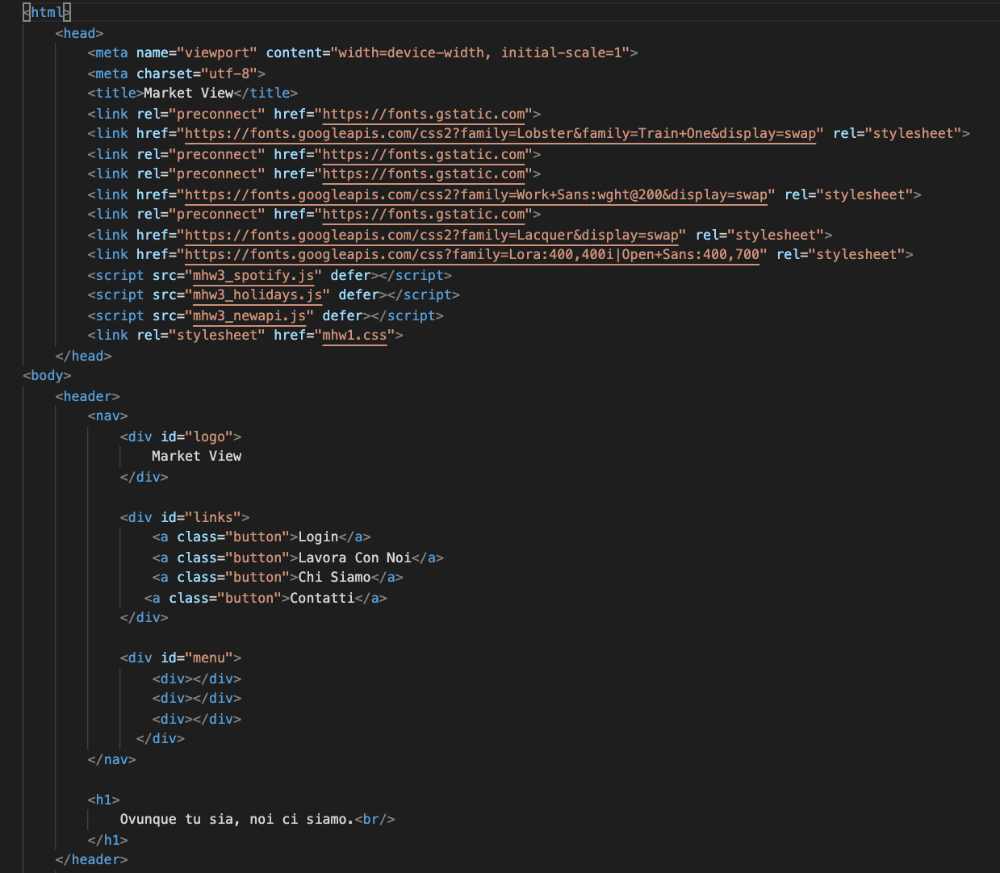 <html>
<head>
<meta name="viewport" content="width=device-width, initial-scale=1">
<meta charset="utf-8">
<title>Market View</title>
<link rel="preconnect" href="https://fonts.gstatic.com">
<link href="https://fonts.googleapis.com/css2?family=Lobster&family=Train+One&display=swap" rel="stylesheet">
<link rel="preconnect" href="https://fonts.gstatic.com">
<link rel="preconnect" href="https://fonts.gstatic.com">
<link href="https://fonts.googleapis.com/css2?family=Work+Sans:wght@200&display=swap" rel="stylesheet">
<link rel="preconnect" href="https://fonts.gstatic.com">
<link href="https://fonts.googleapis.com/css2?family=Lacquer&display=swap" rel="stylesheet">
<link href="https://fonts.googleapis.com/css?family=Lora:400,400i|Open+Sans:400,700" rel="stylesheet">
<script src="mhw3_spotify.js" defer></script>
<script src="mhw3_holidays.js" defer></script>
<script src="mhw3_newapi.js" defer></script>
<link rel="stylesheet" href="mhw1.css">
</head>
<body>
<header>
<nav>
<div id="logo">
Market View
</div>
<div id="links">
<a class="button">Login</a>
<a class="button">Lavora Con Noi</a>
<a class="button">Chi Siamo</a>
<a class="button">Contatti</a>
</div>
<div id="menu">
<div></div>
<div></div>
<div></div>
</div>
</nav>
<h1>
Ovunque tu sia, noi ci siamo.<br/>
</h1>
</header>